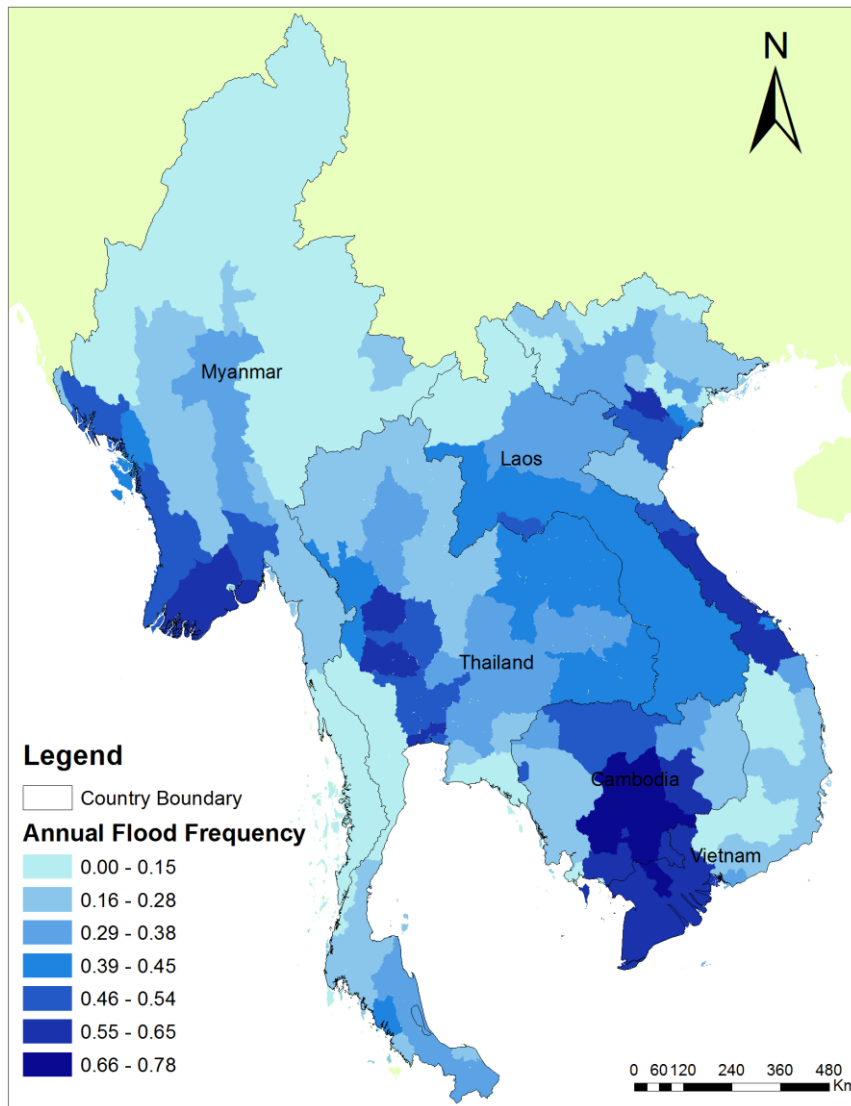 N
Myanmar
Laos
Thailand
Cambodia
Vietnam
Legend
Country Boundary
Annual Flood Frequency
0.00 - 0.15
0.16 - 0.28
0.29 - 0.38
0.39 - 0.45
0.46 - 0.54
0.55 - 0.65
0.66 - 0.78
0 60 120 240 360 480
Km